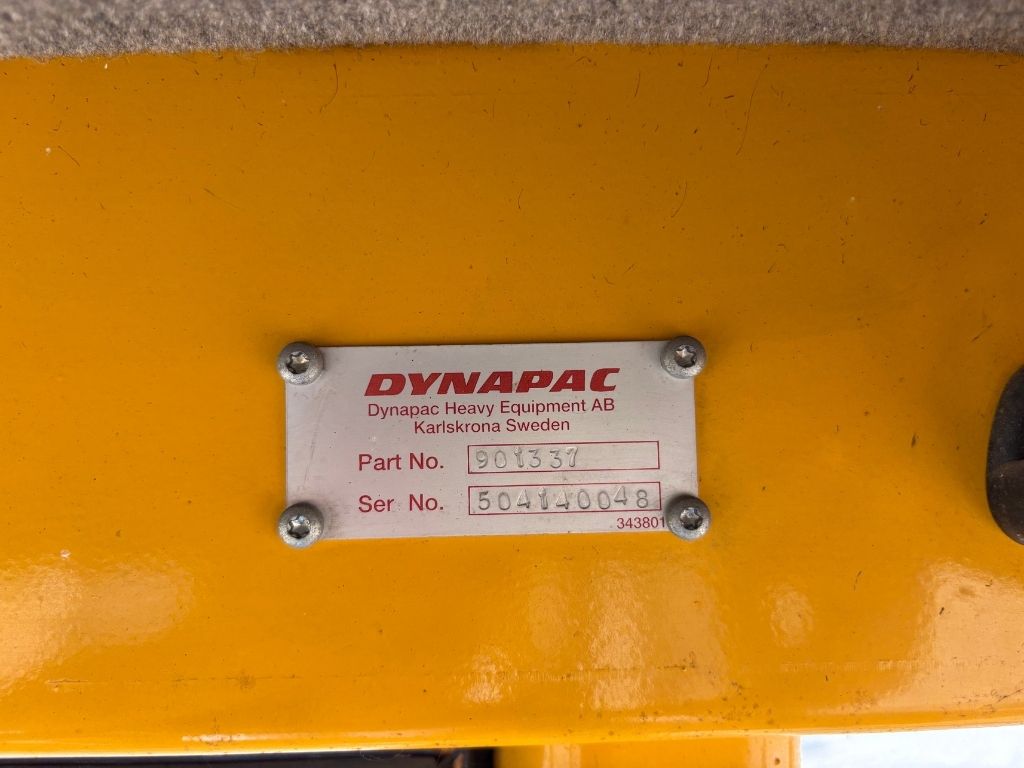 DYNAPAC
Dynapac Heavy Equipment AB
Karlskrona Sweden
Part No. 901337
Ser No. 504140048
343801